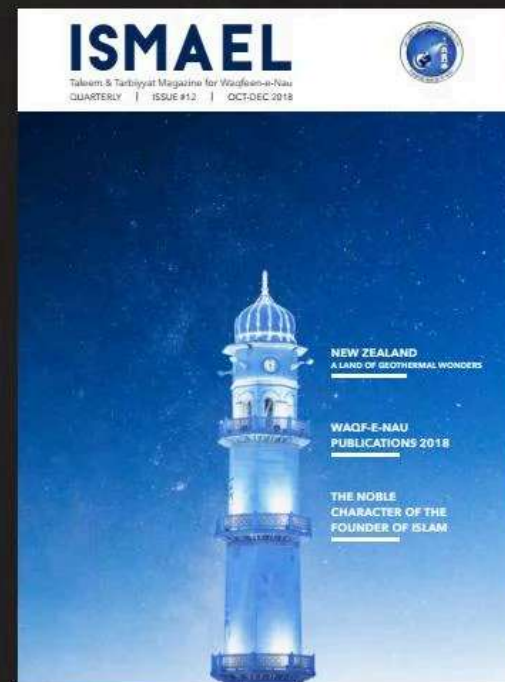 ISMAEL
Taleem & Tarbiyyat Magazine for Waqfeen-e-Nau
QUARTERLY | ISSUE #12 | OCT-DEC 2018
NEW ZEALAND
A LAND OF GEOTHERMAL WONDERS
WAQF-E-NAU
PUBLICATIONS 2018
THE NOBLE
CHARACTER OF THE
FOUNDER OF ISLAM